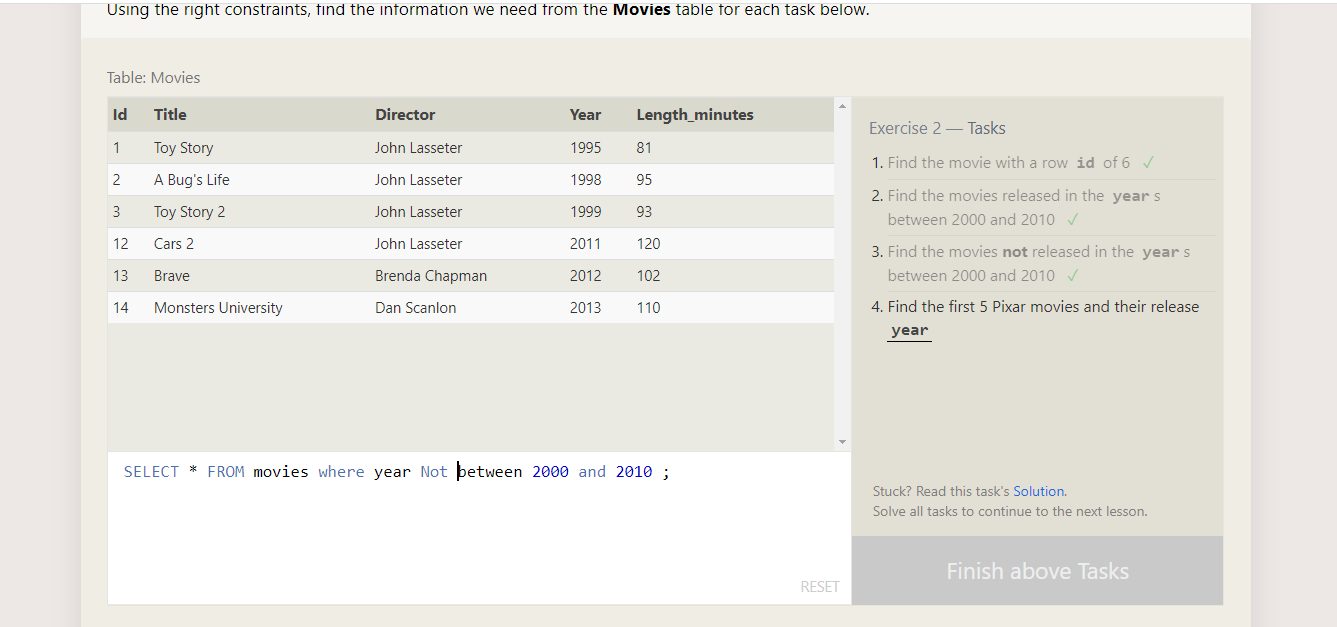 Using the right constraints, find the information we need from the Movies table for each task below.
Table: Movies
Id Title Director Year Length_minutes
1 Toy Story John Lasseter 1995 81
2 A Bug's Life John Lasseter 1998 95
3 Toy Story 2 John Lasseter 1999 93
12 Cars 2 John Lasseter 2011 120
13 Brave Brenda Chapman 2012 102
14 Monsters University Dan Scanlon 2013 110
SELECT * FROM movies where year Not between 2000 and 2010 ;
RESET
Exercise 2 — Tasks
1. Find the movie with a row id of 6 ✓
2. Find the movies released in the year s
between 2000 and 2010 ✓
3. Find the movies not released in the year s
between 2000 and 2010 ✓
4. Find the first 5 Pixar movies and their release
year
Stuck? Read this task's Solution.
Solve all tasks to continue to the next lesson.
Finish above Tasks